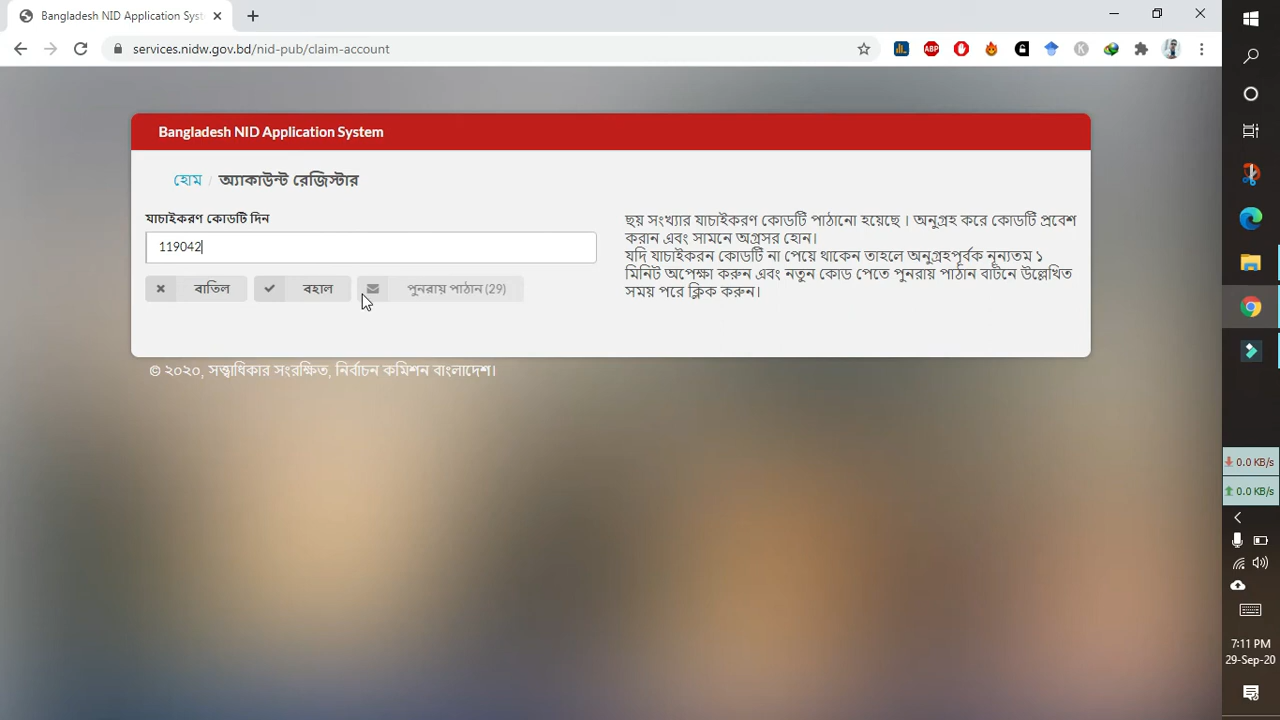 Bangladesh NID Application Syst
services.nidw.gov.bd/nid-pub/claim-account
Bangladesh NID Application System
হোম / অ্যাকাউন্ট রেজিস্টার
যাচাইকরণ কোডটি দিন
119042
বাতিল
বহাল
পুনরায় পাঠান (29)
ছয় সংখ্যার যাচাইকরণ কোডটি পাঠানো হয়েছে । অনুগ্রহ করে কোডটি প্রবেশ
করান এবং সামনে অগ্রসর হোন।
যদি যাচাইকরন কোডটি না পেয়ে থাকেন তাহলে অনুগ্রহপূর্বক নূন্যতম ১
মিনিট অপেক্ষা করুন এবং নতুন কোড পেতে পুনরায় পাঠান বাটনে উল্লেখিত
সময় পরে ক্লিক করুন।
© ২০২০, সত্ত্বাধিকার সংরক্ষিত, নির্বাচন কমিশন বাংলাদেশ।
ABP
K
0.0 KB/s
0.0 KB/s
7:11 PM
29-Sep-20